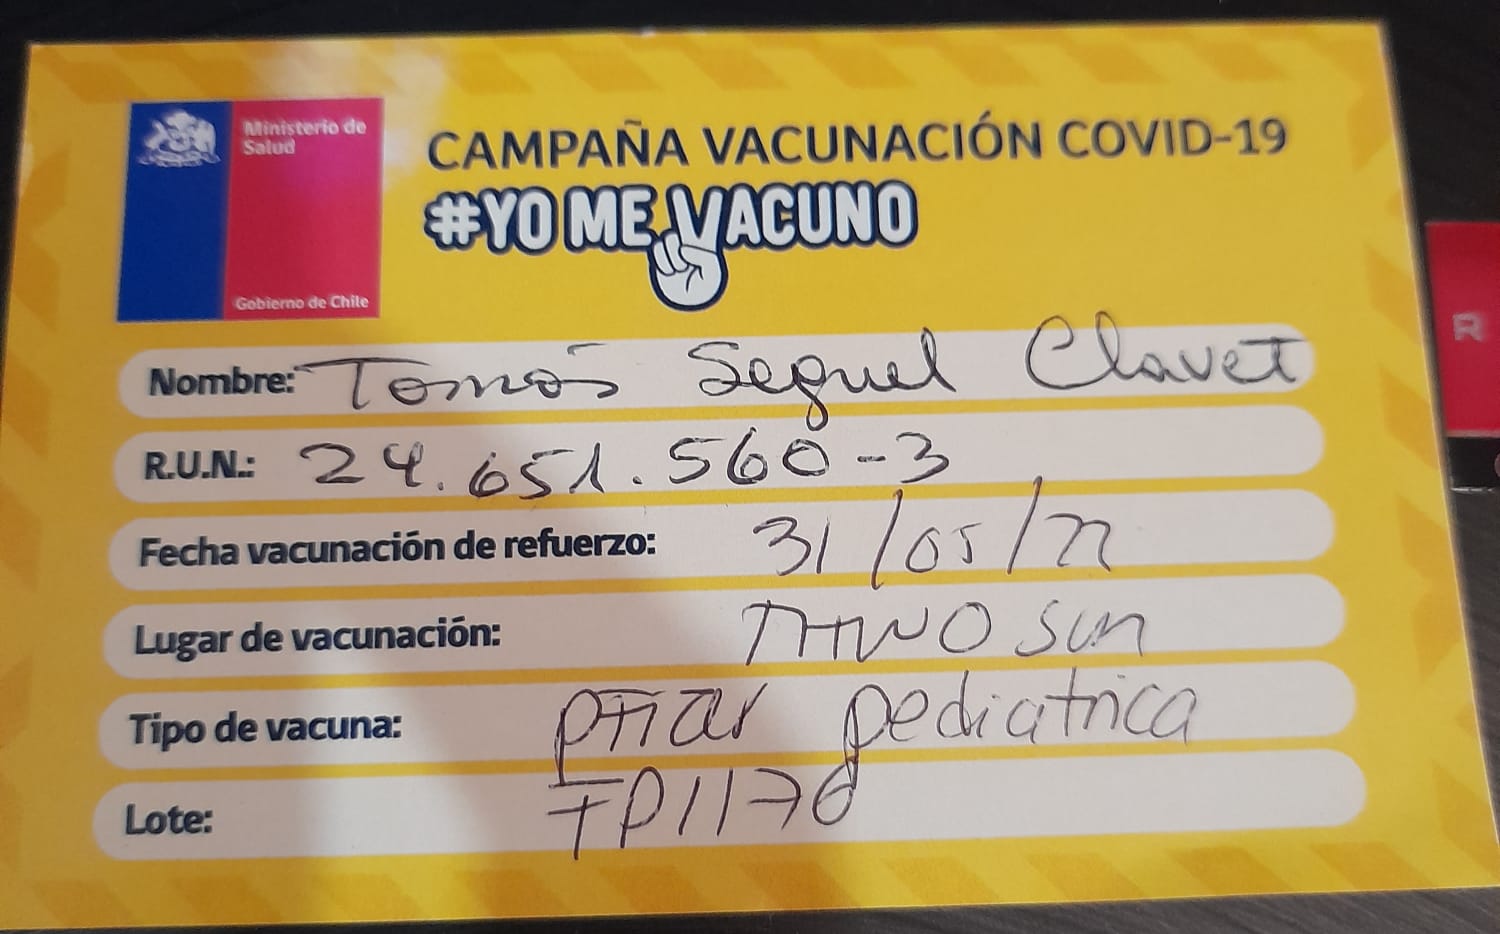 Ministerio de
Salud
Gobierno de Chile
CAMPAÑA VACUNACIÓN COVID-19
#YO ME VACUNO
Nombre: Tomás Seguel Clavet
R.U.N.: 24.651.560-3
Fecha vacunación de refuerzo: 31/05/22
Lugar de vacunación: sun
Tipo de vacuna: pfizer pediatrica
Lote:
R